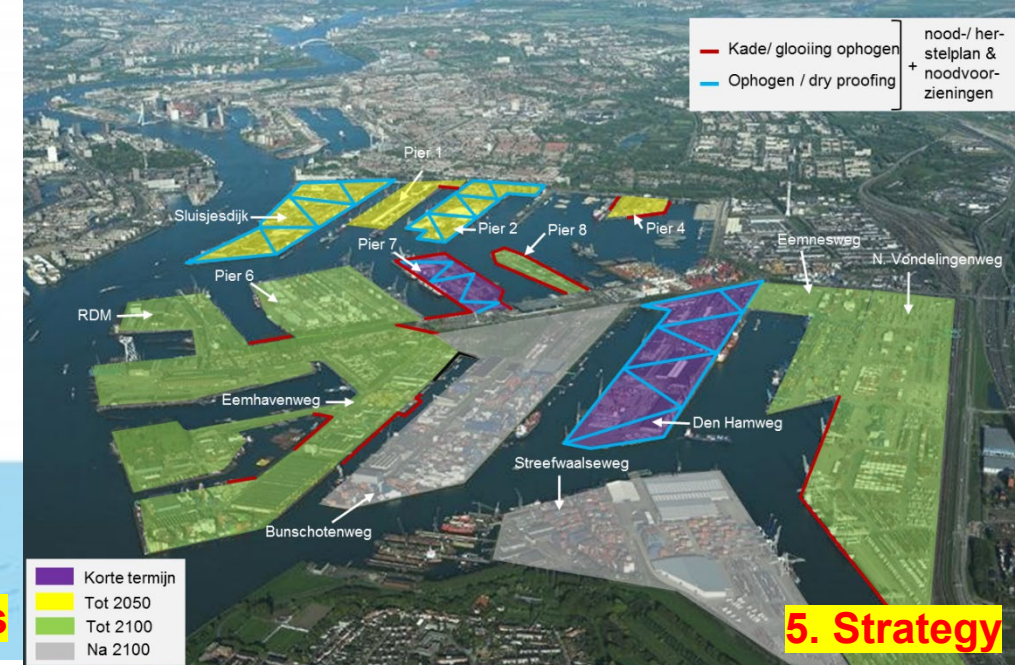 Kade/ glooiing ophogen
Ophogen / dry proofing
+
nood-/ her-
stelplan &
noodvoor-
zieningen
Pier 1
Sluisjesdijk
Pier 2
Pier 4
Pier 7
Pier 8
Eemnesweg
N. Vondelingenweg
Pier 6
RDM
Eemhavenweg
Den Hamweg
Streefwaalseweg
Bunschotenweg
Korte termijn
Tot 2050
Tot 2100
Na 2100
s
5. Strategy